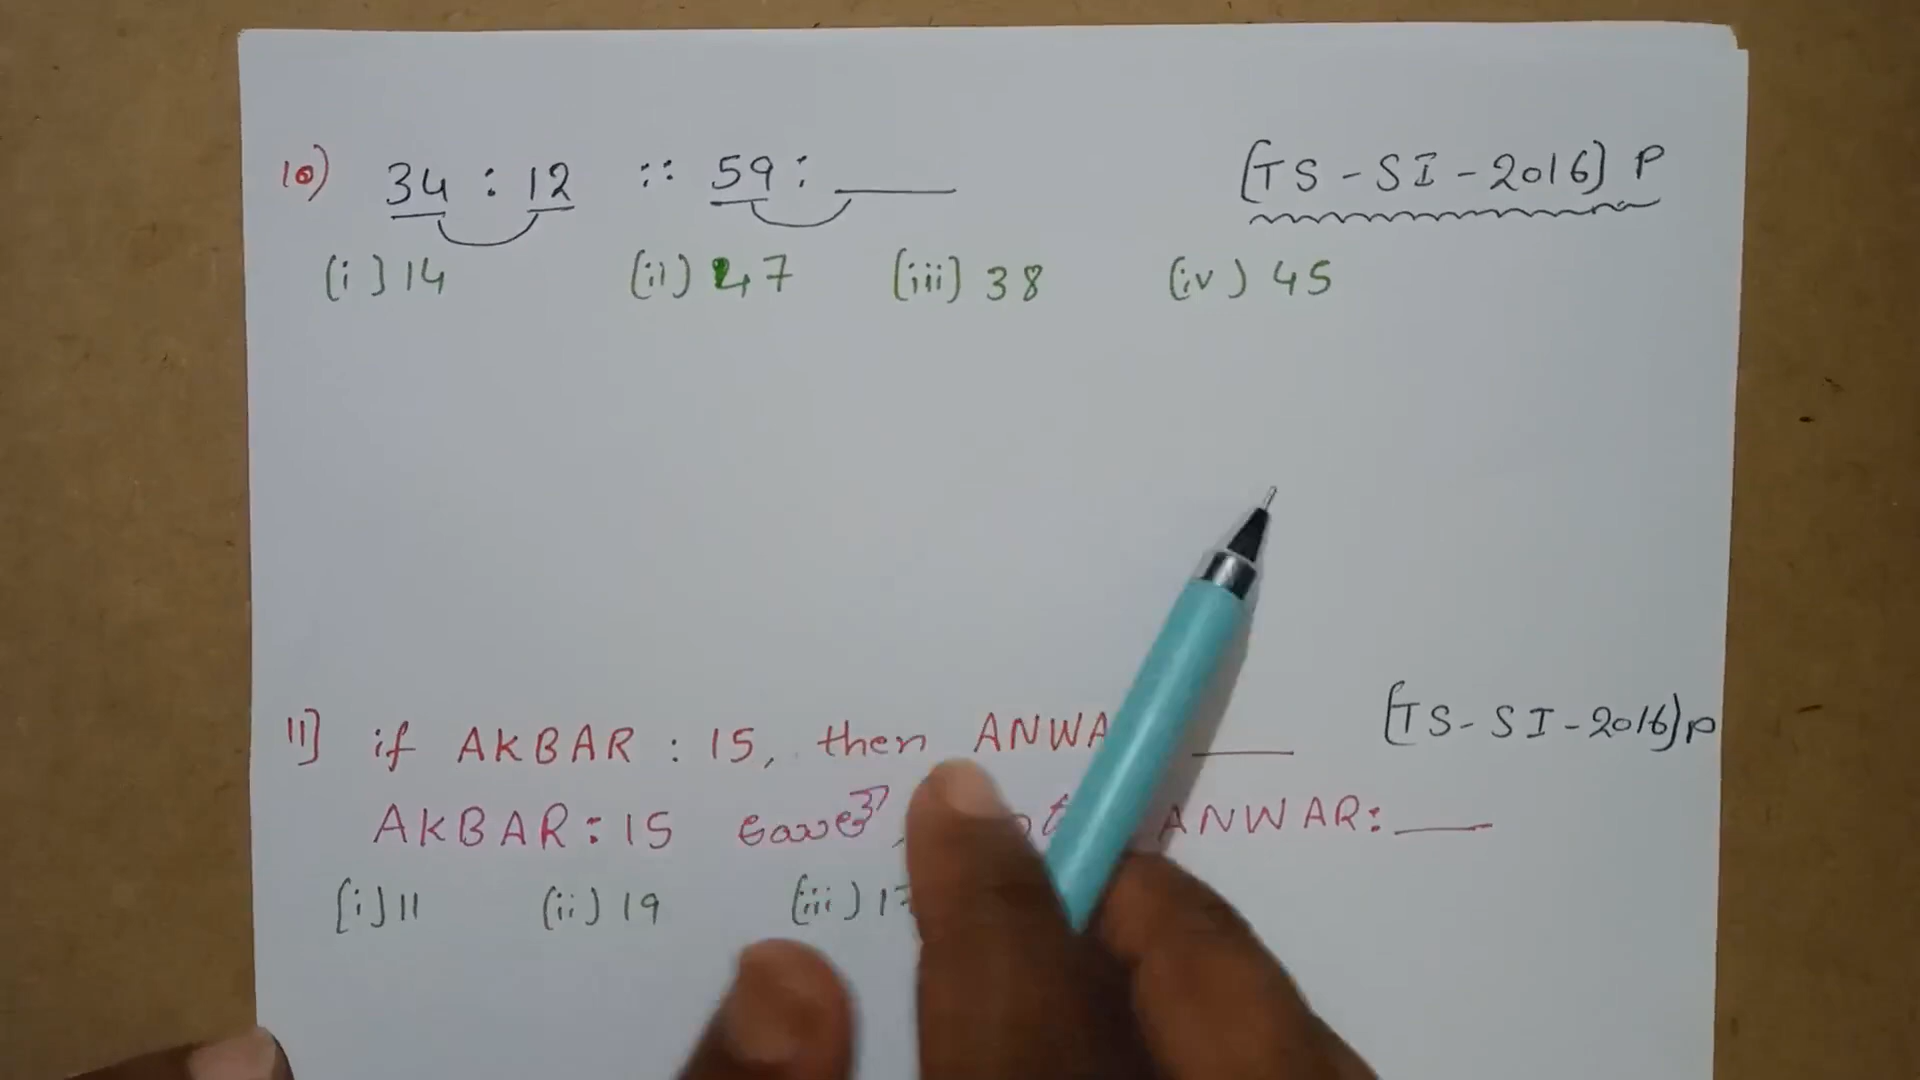 10) 34 : 12 :: 59 : ____ [TS - SI - 2016) P
(i) 14 (ii) 47 (iii) 38 (iv) 45
11] if AKBAR : 15, then ANWA ____ [TS - SI - 2016) P
AKBAR : 15 ANWAR: ____
(i) 11 (ii) 19 (iii) 17